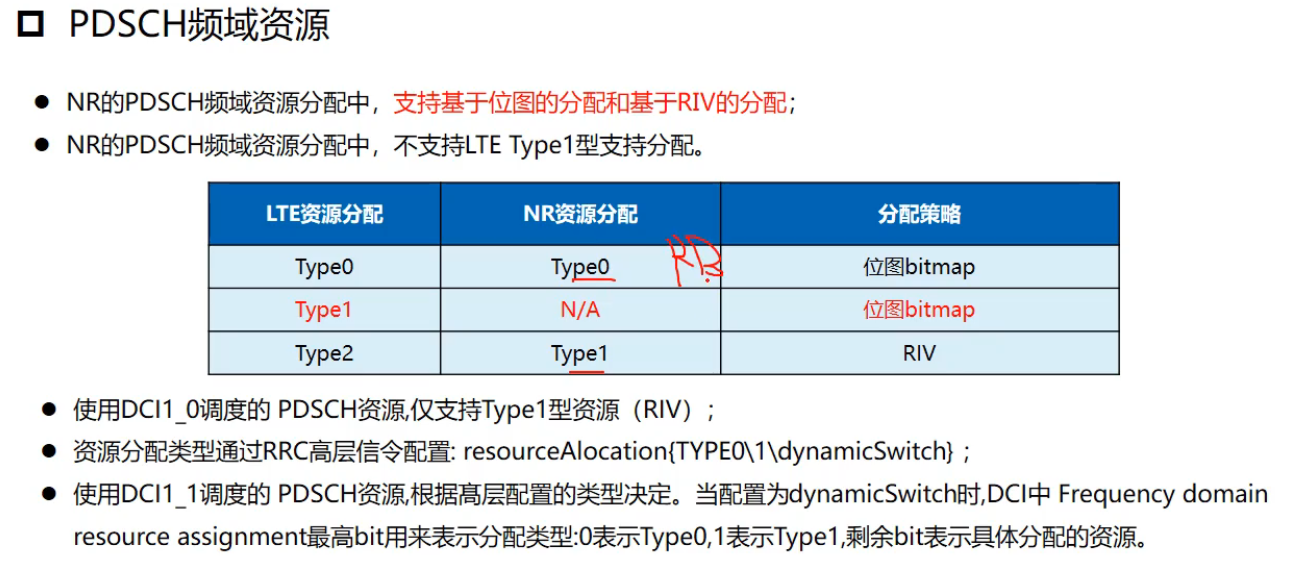 PDSCH频域资源
NR的PDSCH频域资源分配中，支持基于位图的分配和基于RIV的分配；
NR的PDSCH频域资源分配中，不支持LTE Type1型支持分配。
LTE资源分配 NR资源分配 分配策略
Type0 Type0 位图bitmap
Type1 N/A 位图bitmap
Type2 Type1 RIV
使用DCI1_0调度的 PDSCH资源,仅支持Type1型资源（RIV）；
资源分配类型通过RRC高层信令配置: resourceAlocation{TYPE0\1\dynamicSwitch}；
使用DCI1_1调度的 PDSCH资源,根据高层配置的类型决定。当配置为dynamicSwitch时,DCI中 Frequency domain
resource assignment最高bit用来表示分配类型:0表示Type0,1表示Type1,剩余bit表示具体分配的资源。